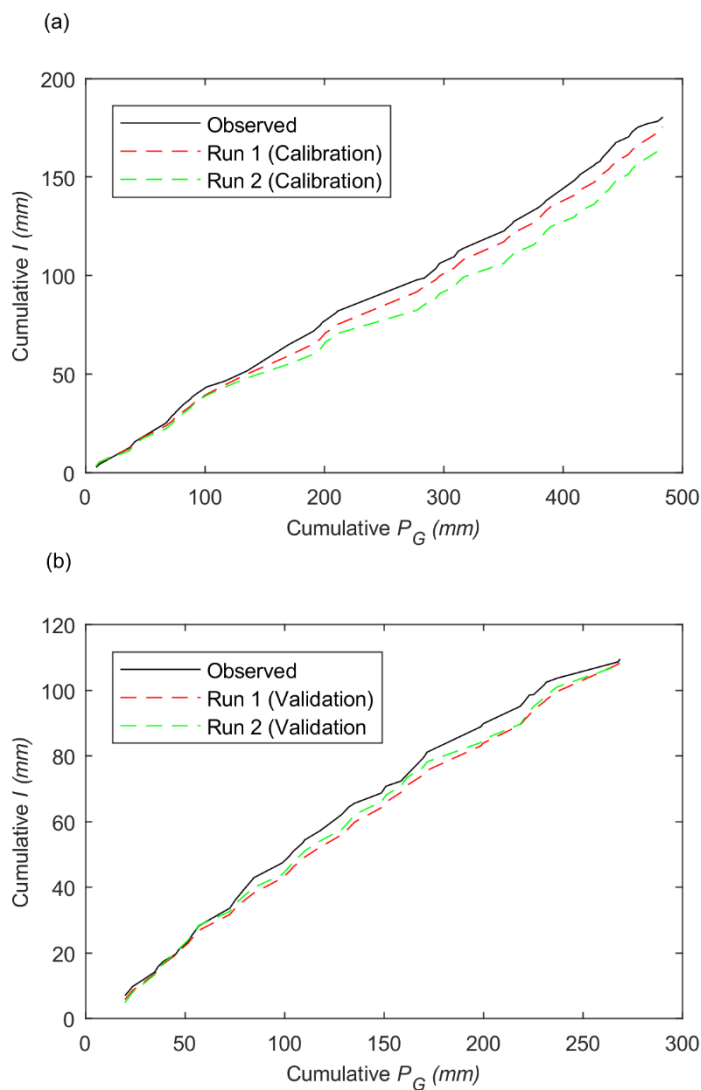 (a)
200
150
100
50
0
Observed
Run 1 (Calibration)
Run 2 (Calibration)
Cumulative I (mm)
0 100 200 300 400 500
Cumulative P_G (mm)
(b)
120
100
80
60
40
20
0
Observed
Run 1 (Validation)
Run 2 (Validation
Cumulative I (mm)
0 50 100 150 200 250 300
Cumulative P_G (mm)